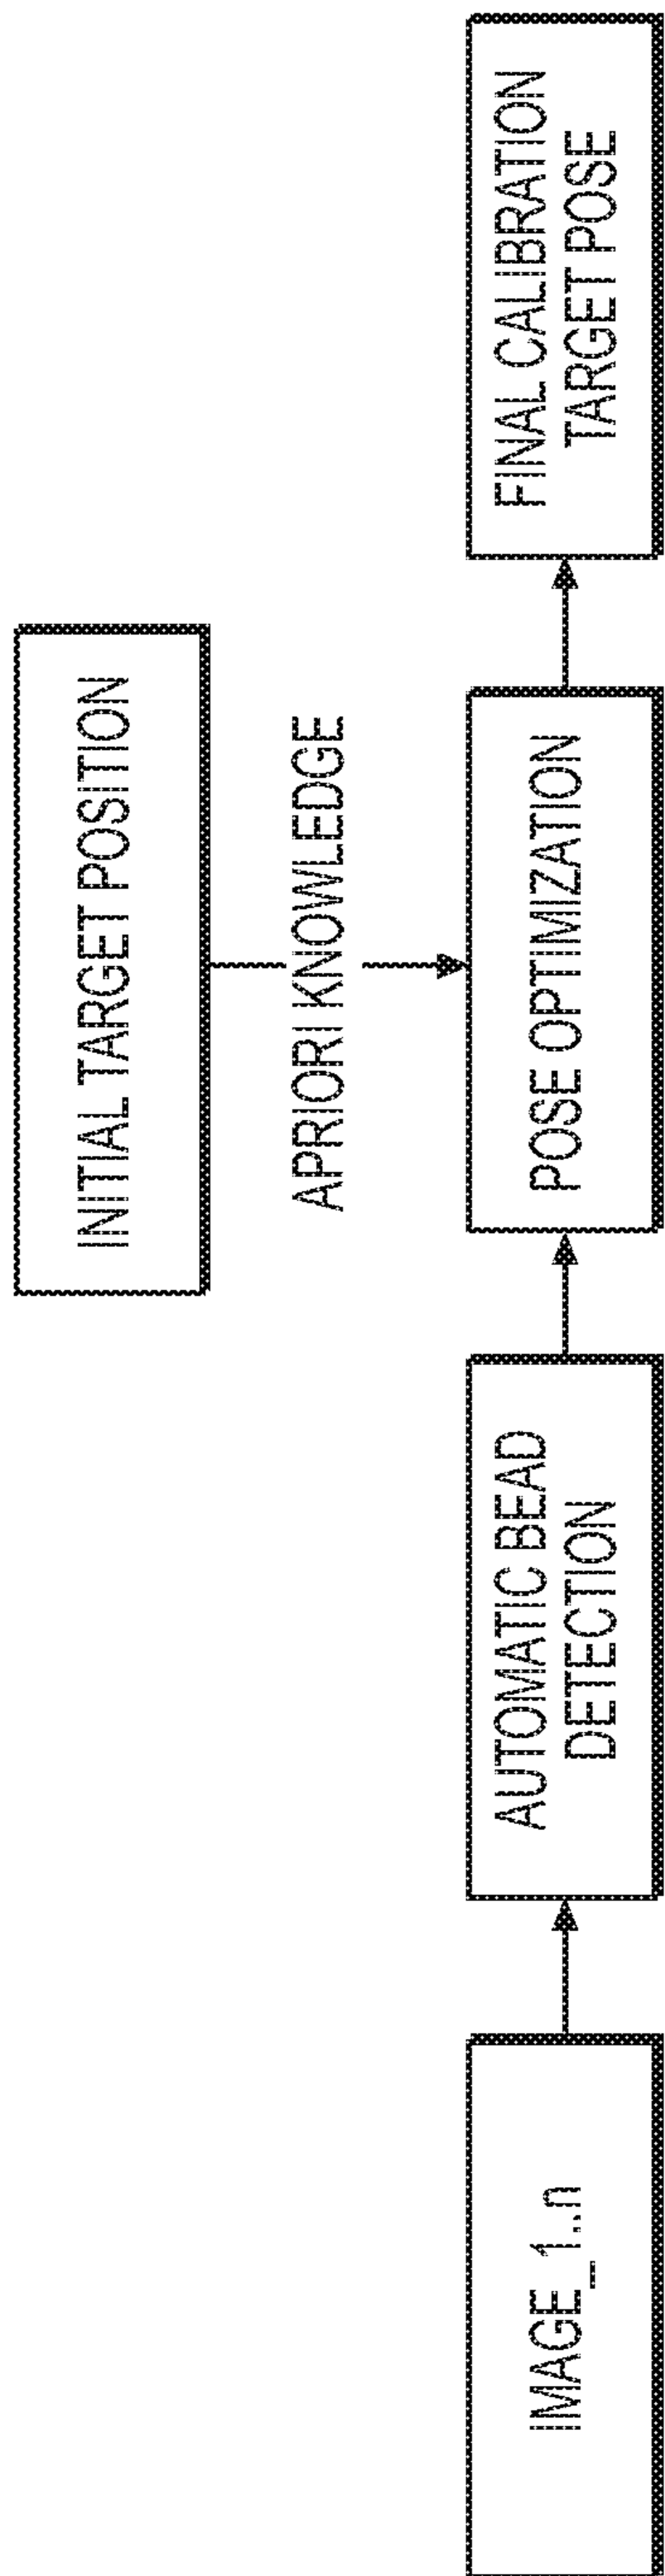 INITIAL TARGET POSITION
APRIORI KNOWLEDGE
IMAGE_1..n
AUTOMATIC BEAD
DETECTION
POSE OPTIMIZATION
FINAL CALIBRATION
TARGET POSE